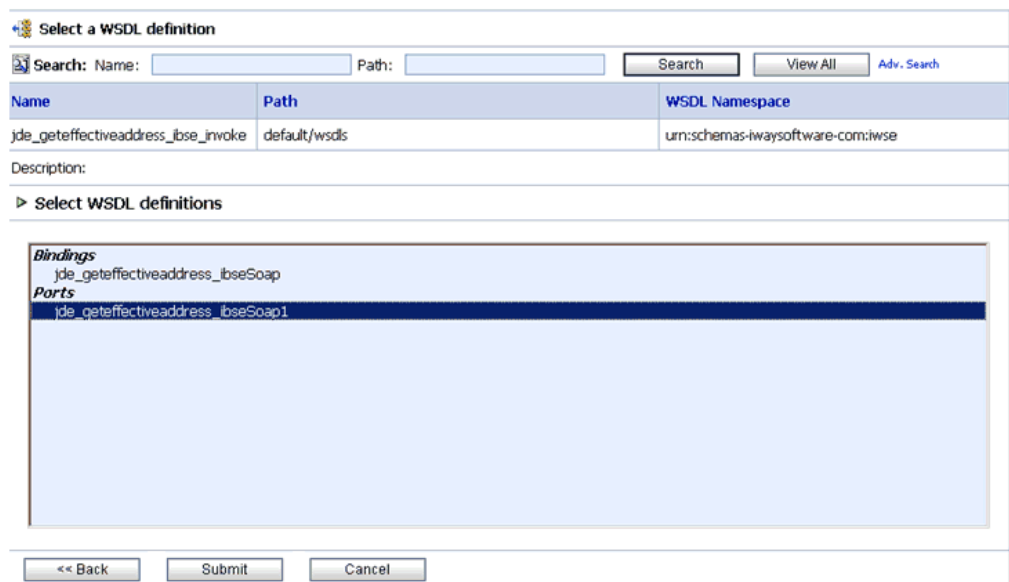 Select a WSDL definition
Search: Name: Path: Search View All Adv. Search
Name Path WSDL Namespace
jde_geteffectiveaddress_ibse_invoke default/wsdls urn:schemas-iwaysoftware-com:iwse
Description:
Select WSDL definitions
Bindings
jde_geteffectiveaddress_ibseSoap
Ports
jde_geteffectiveaddress_ibseSoap1
<< Back Submit Cancel